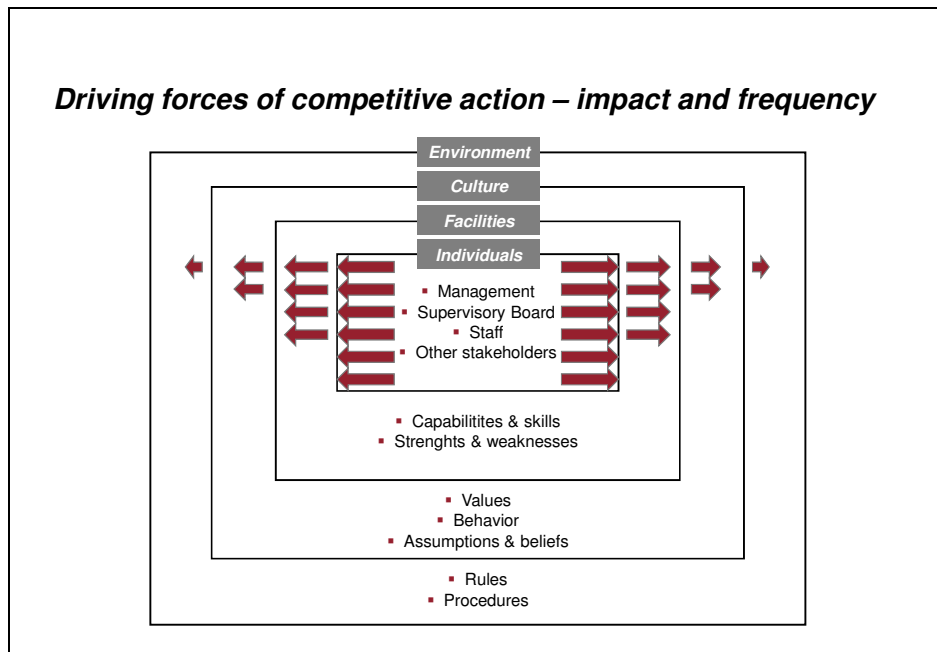 Driving forces of competitive action – impact and frequency
Environment
Culture
Facilities
Individuals
▪ Management
▪ Supervisory Board
▪ Staff
▪ Other stakeholders
▪ Capabilitites & skills
▪ Strenghts & weaknesses
▪ Values
▪ Behavior
▪ Assumptions & beliefs
▪ Rules
▪ Procedures